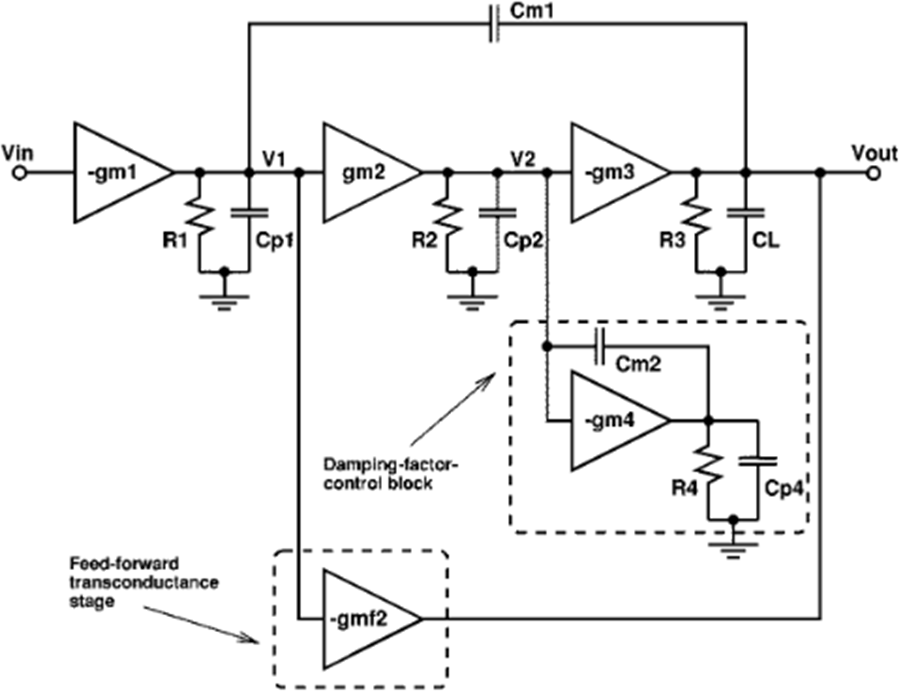 Cm1
Vin
-gm1
V1
gm2
V2
-gm3
Vout
R1
Cp1
R2
Cp2
R3
CL
Cm2
-gm4
Damping-factor-
control block
R4
Cp4
Feed-forward
transconductance
stage
-gmf2